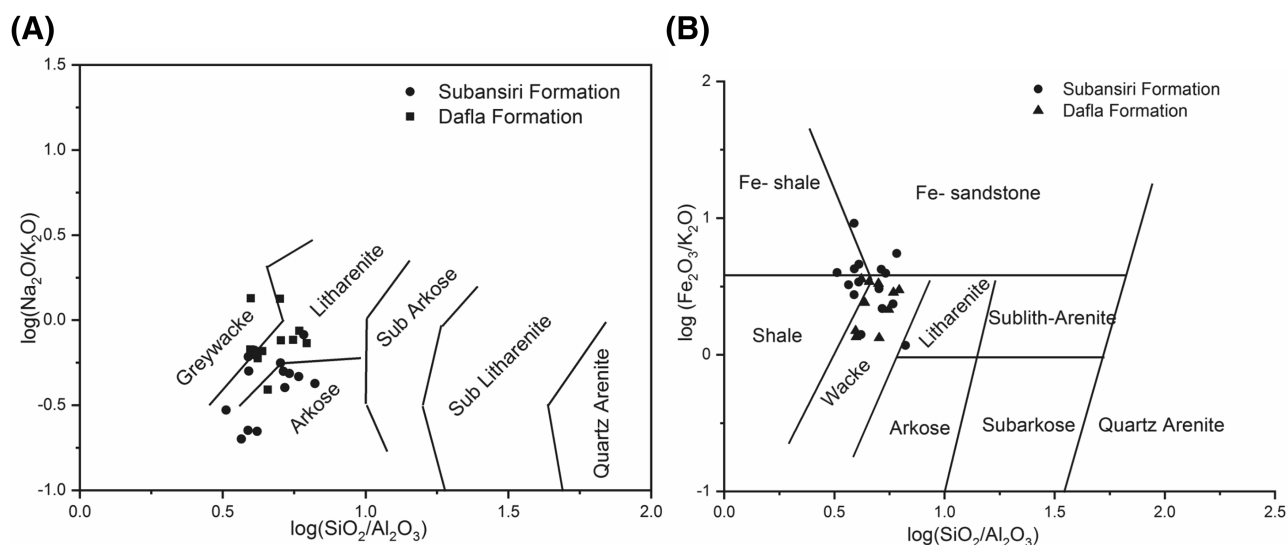 (A)
1.5
1.0
0.5
0.0
-0.5
-1.0
log(Na₂O/K₂O)
Subansiri Formation
Dafla Formation
Greywacke
Litharenite
Arkose
Sub Arkose
Sub Litharenite
Quartz Arenite
0.0
0.5
1.0
1.5
2.0
log(SiO₂/Al₂O₃)
(B)
2
1
0
-1
log (Fe₂O₃/K₂O)
Subansiri Formation
Dafla Formation
Fe- shale
Fe- sandstone
Shale
Wacke
Litharenite
Sublith-Arenite
Arkose
Subarkose
Quartz Arenite
0.0
0.5
1.0
1.5
2.0
2.5
log(SiO₂/Al₂O₃)